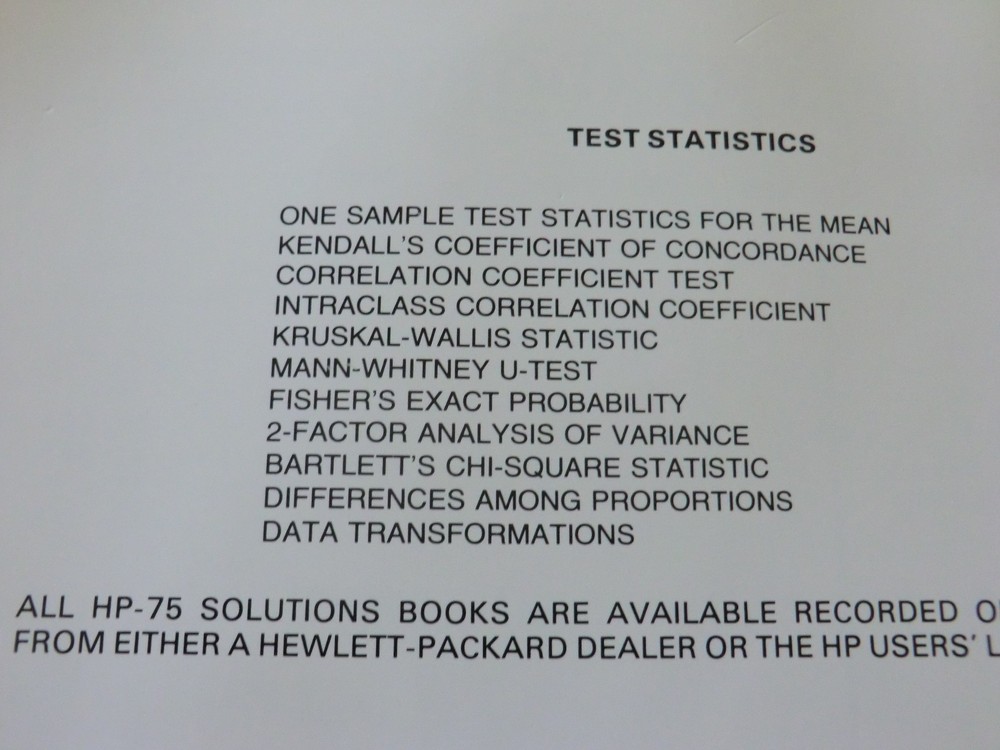 TEST STATISTICS
ONE SAMPLE TEST STATISTICS FOR THE MEAN
KENDALL'S COEFFICIENT OF CONCORDANCE
CORRELATION COEFFICIENT TEST
INTRACLASS CORRELATION COEFFICIENT
KRUSKAL-WALLIS STATISTIC
MANN-WHITNEY U-TEST
FISHER'S EXACT PROBABILITY
2-FACTOR ANALYSIS OF VARIANCE
BARTLETT'S CHI-SQUARE STATISTIC
DIFFERENCES AMONG PROPORTIONS
DATA TRANSFORMATIONS
ALL HP-75 SOLUTIONS BOOKS ARE AVAILABLE RECORDED
FROM EITHER A HEWLETT-PACKARD DEALER OR THE HP USERS'